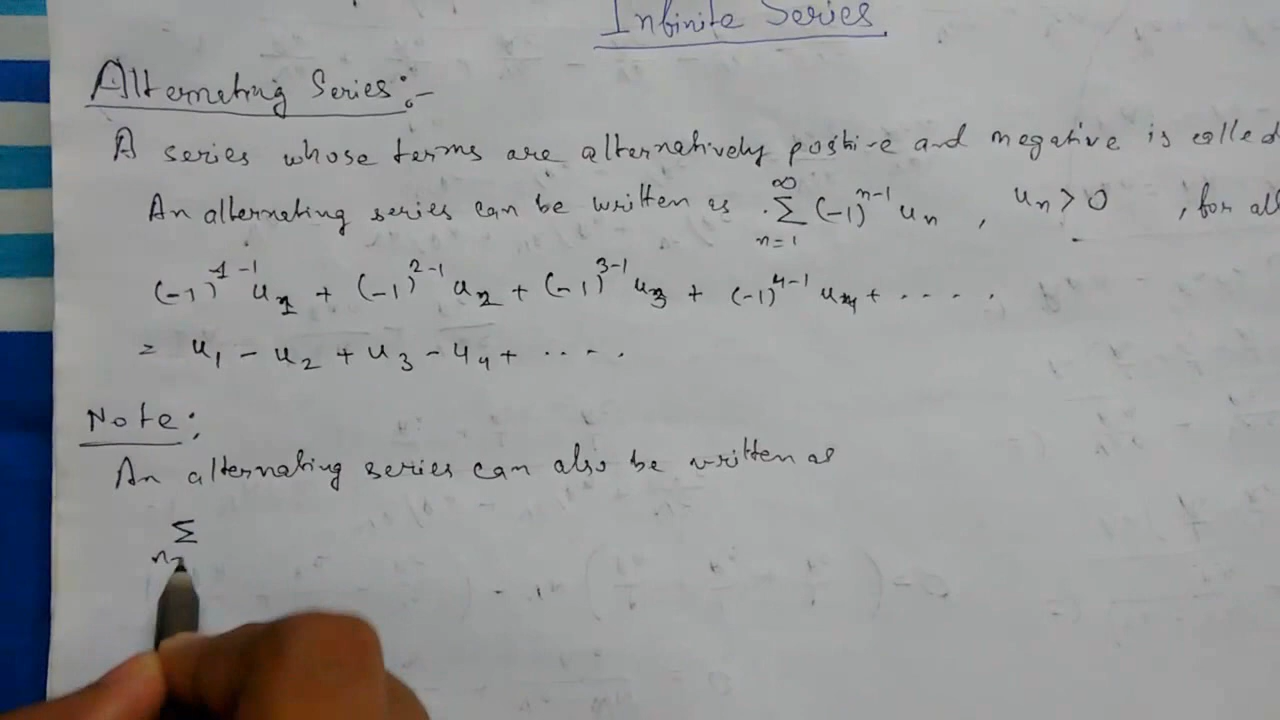 Infinite Series
Alternating Series:-
A series whose terms are alternatively positive and negative is called
An alternating series can be written as ∑_{n=1}^{∞} (-1)^{n-1} u_n , u_n > 0 , for all
(-1)^{1-1} u_1 + (-1)^{2-1} u_2 + (-1)^{3-1} u_3 + (-1)^{4-1} u_4 + .....
= u_1 - u_2 + u_3 - u_4 + .....
Note:
An alternating series can also be written as
∑
n=